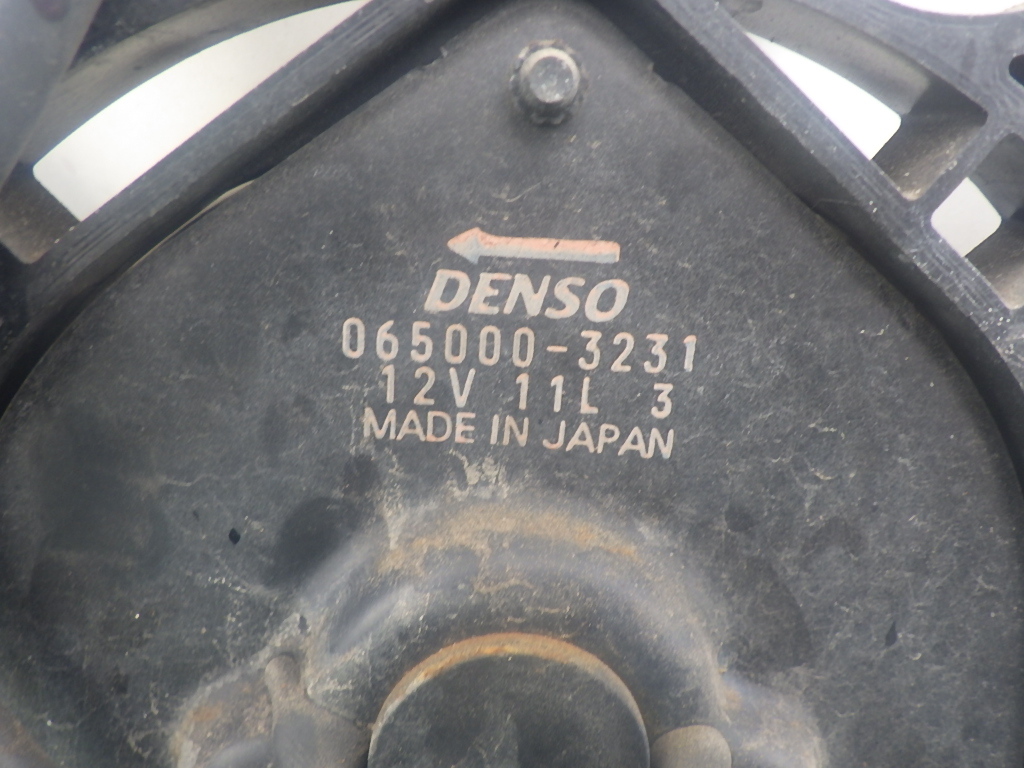 DENSO
065000-3231
12V 11L 3
MADE IN JAPAN